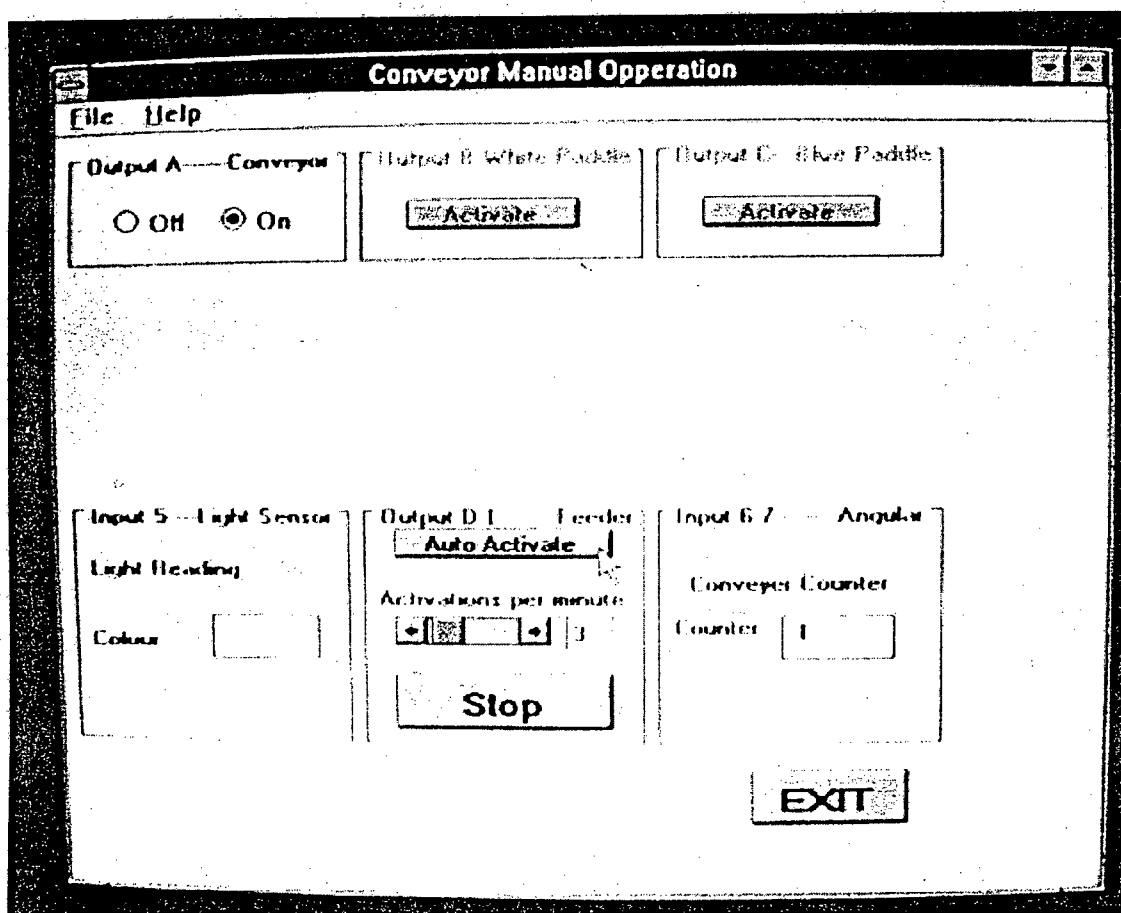 Conveyor Manual Opperation
File Help
Output A Conveyor
Output B White Paddle
Output C Blue Paddle
Off On
Activate
Activate
Input 5 Light Sensor
Output D 1 Feeder
Input 6 7 Angular
Auto Activate
Light Reading
Conveyer Counter
Activations per minute
Colour
3
Counter 1
Stop
EXIT